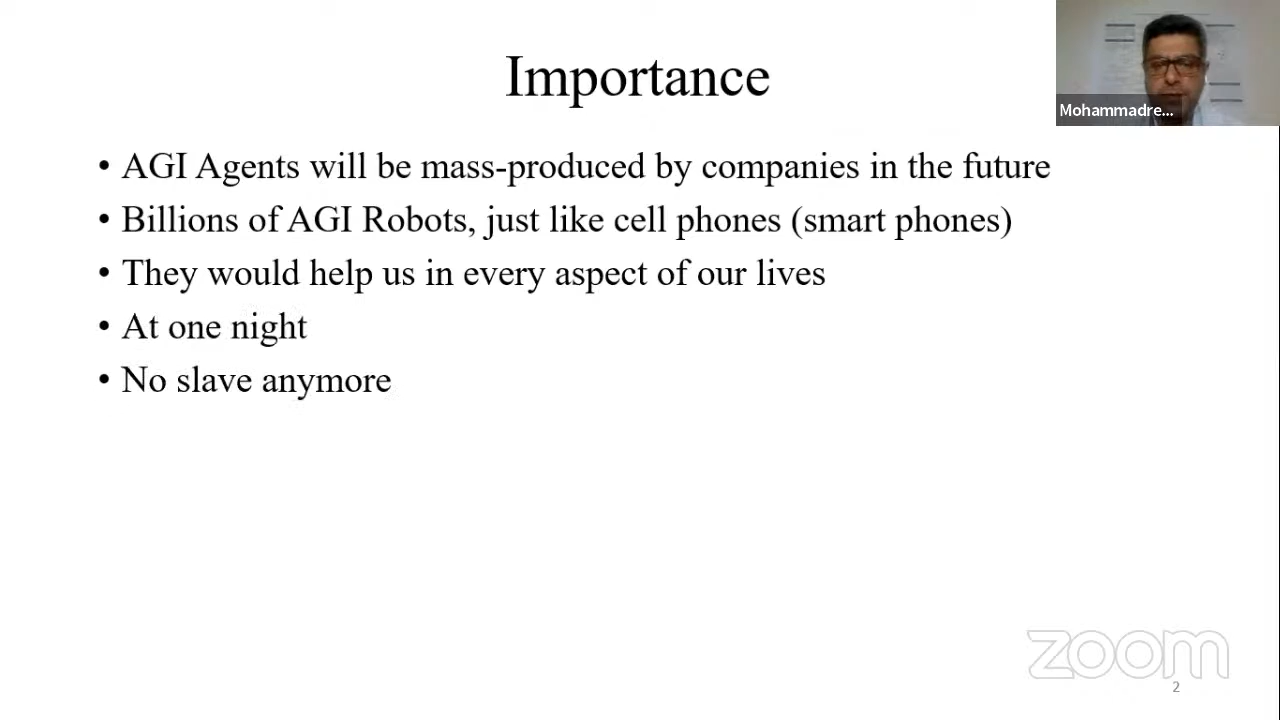 Importance
Mohammadre...
• AGI Agents will be mass-produced by companies in the future
• Billions of AGI Robots, just like cell phones (smart phones)
• They would help us in every aspect of our lives
• At one night
• No slave anymore
zoom
2